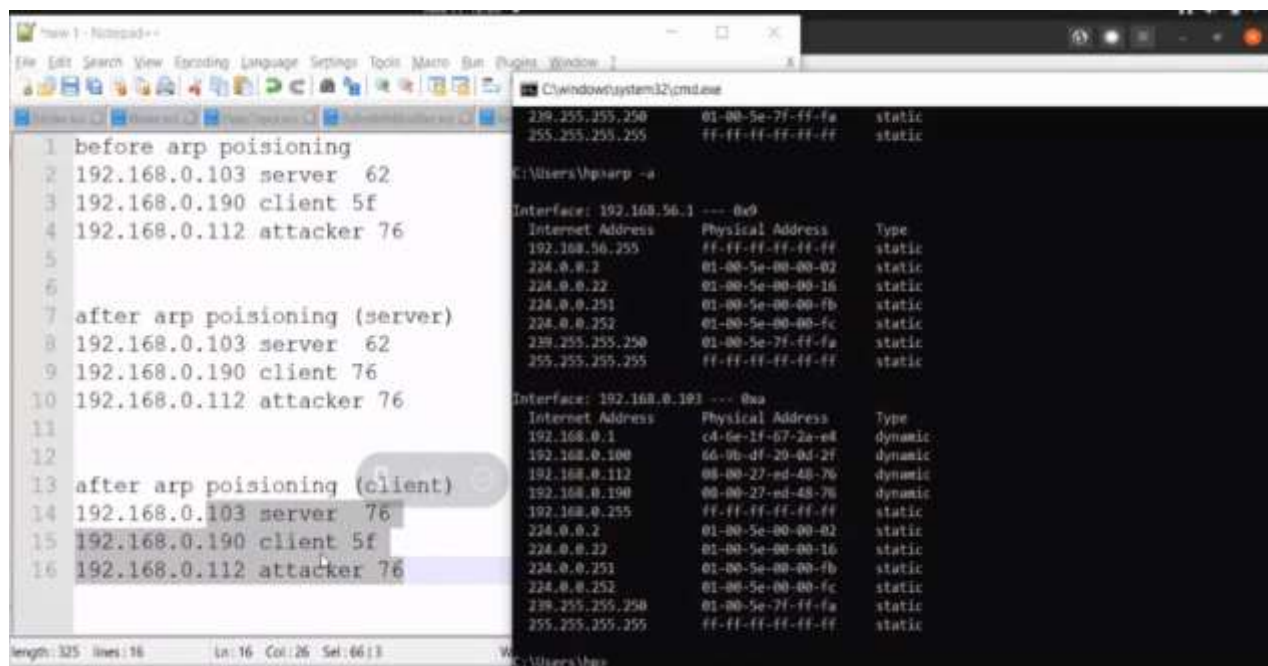 *new 1 - Notepad++
File Edit Search View Encoding Language Settings Tools Macro Run Plugins Window ?
1 before arp poisioning
2 192.168.0.103 server 62
3 192.168.0.190 client 5f
4 192.168.0.112 attacker 76
5
6
7 after arp poisioning (server)
8 192.168.0.103 server 62
9 192.168.0.190 client 76
10 192.168.0.112 attacker 76
11
12
13 after arp poisioning (client)
14 192.168.0.103 server 76
15 192.168.0.190 client 5f
16 192.168.0.112 attacker 76
length : 325 lines : 16 Ln : 16 Col : 26 Sel : 66 | 3
C:\windows\system32\cmd.exe
239.255.255.250 01-00-5e-7f-ff-fa static
255.255.255.255 ff-ff-ff-ff-ff-ff static
C:\Users\hp>arp -a
Interface: 192.168.56.1 --- 0x9
Internet Address Physical Address Type
192.168.56.255 ff-ff-ff-ff-ff-ff static
224.0.0.2 01-00-5e-00-00-02 static
224.0.0.22 01-00-5e-00-00-16 static
224.0.0.251 01-00-5e-00-00-fb static
224.0.0.252 01-00-5e-00-00-fc static
239.255.255.250 01-00-5e-7f-ff-fa static
255.255.255.255 ff-ff-ff-ff-ff-ff static
Interface: 192.168.0.103 --- 0xa
Internet Address Physical Address Type
192.168.0.1 c4-6e-1f-67-2a-e8 dynamic
192.168.0.100 66-9b-df-29-0d-2f dynamic
192.168.0.112 08-00-27-ed-48-76 dynamic
192.168.0.190 08-00-27-ed-48-76 dynamic
192.168.0.255 ff-ff-ff-ff-ff-ff static
224.0.0.2 01-00-5e-00-00-02 static
224.0.0.22 01-00-5e-00-00-16 static
224.0.0.251 01-00-5e-00-00-fb static
224.0.0.252 01-00-5e-00-00-fc static
239.255.255.250 01-00-5e-7f-ff-fa static
255.255.255.255 ff-ff-ff-ff-ff-ff static
C:\Users\hp>